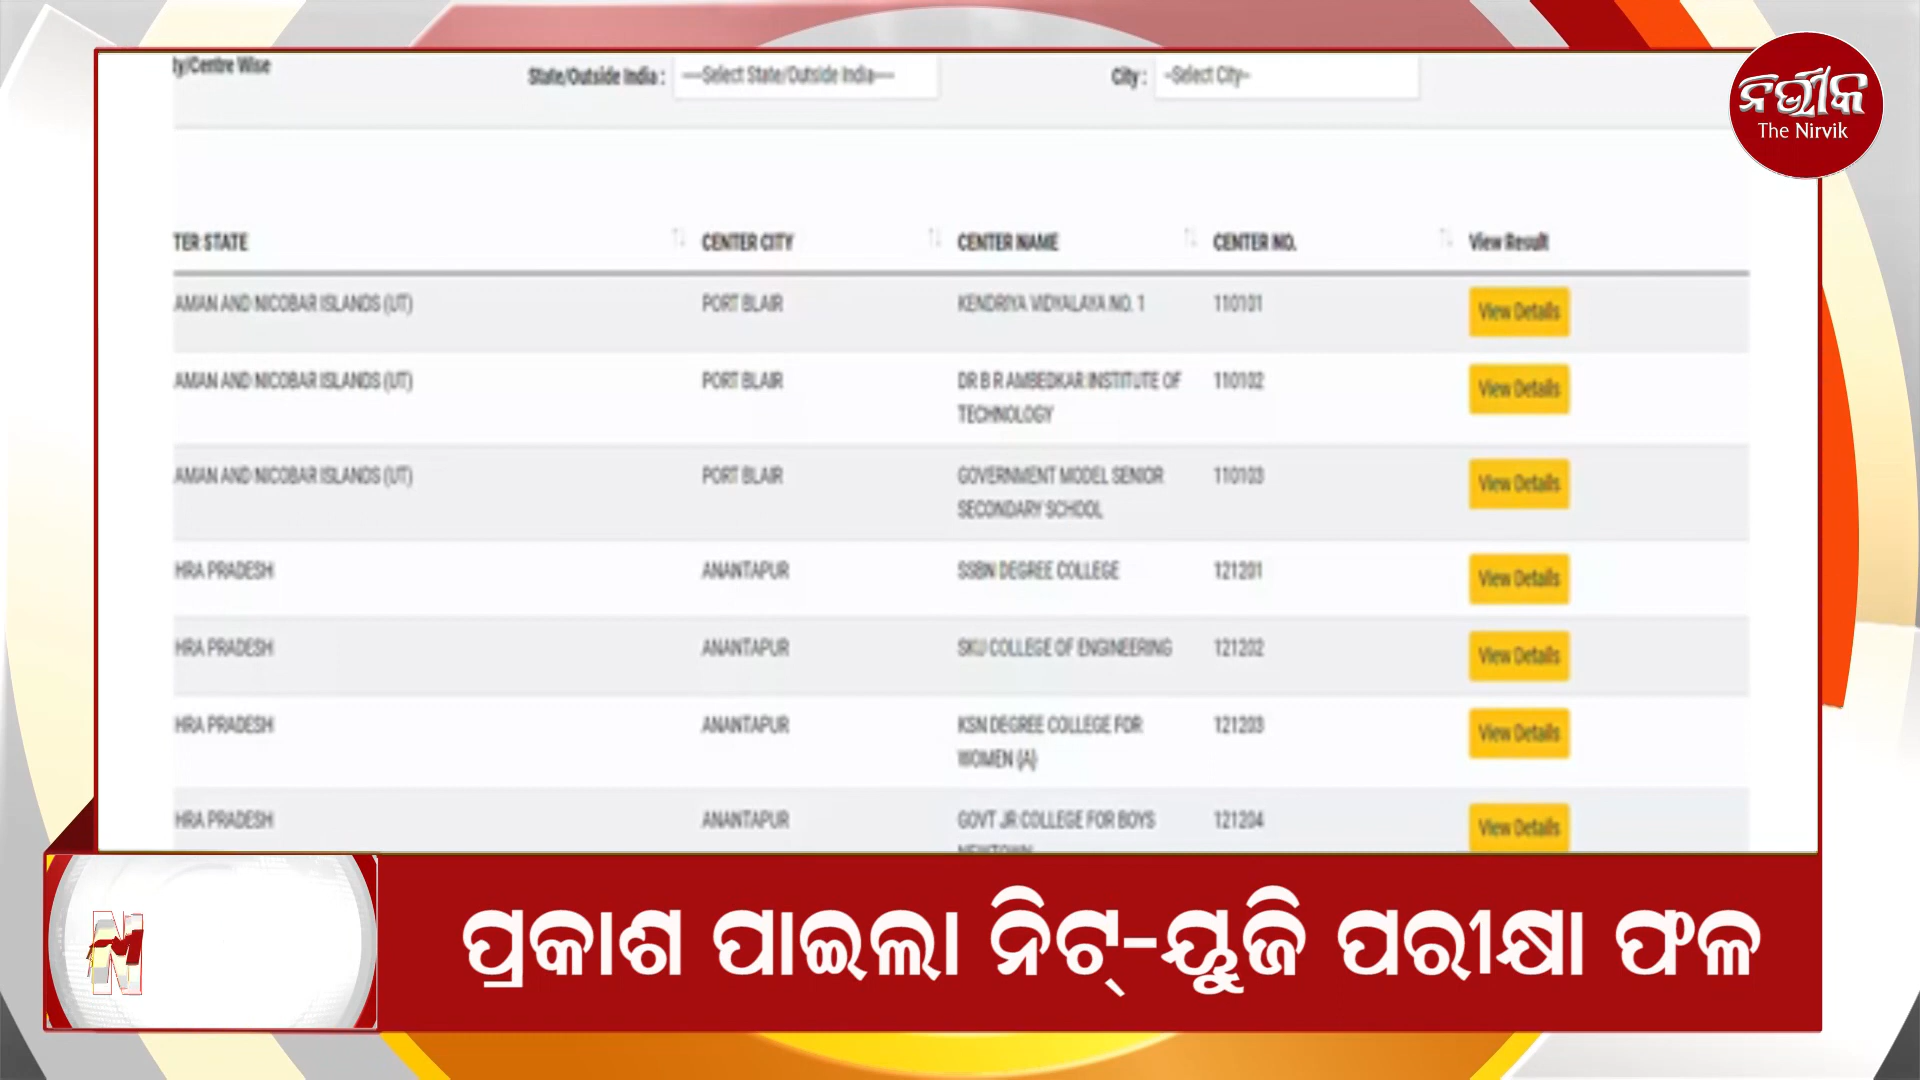 ty/Centre Wise
State/Outside India : ----Select State/Outside India----
City : --Select City--
ନିର୍ଭୀକ
The Nirvik
TER STATE CENTER CITY CENTER NAME CENTER NO. View Result
AMAN AND NICOBAR ISLANDS (UT) PORT BLAIR KENDRIYA VIDYALAYA NO. 1 110101 View Details
AMAN AND NICOBAR ISLANDS (UT) PORT BLAIR DR B R AMBEDKAR INSTITUTE OF 110102 View Details
TECHNOLOGY
AMAN AND NICOBAR ISLANDS (UT) PORT BLAIR GOVERNMENT MODEL SENIOR 110103 View Details
SECONDARY SCHOOL
HRA PRADESH ANANTAPUR SSBN DEGREE COLLEGE 121201 View Details
HRA PRADESH ANANTAPUR SKU COLLEGE OF ENGINEERING 121202 View Details
HRA PRADESH ANANTAPUR KSN DEGREE COLLEGE FOR 121203 View Details
WOMEN (A)
HRA PRADESH ANANTAPUR GOVT JR COLLEGE FOR BOYS 121204 View Details
NEWTOWN
N
ପ୍ରକାଶ ପାଇଲା ନିଟ୍-ୟୁଜି ପରୀକ୍ଷା ଫଳ